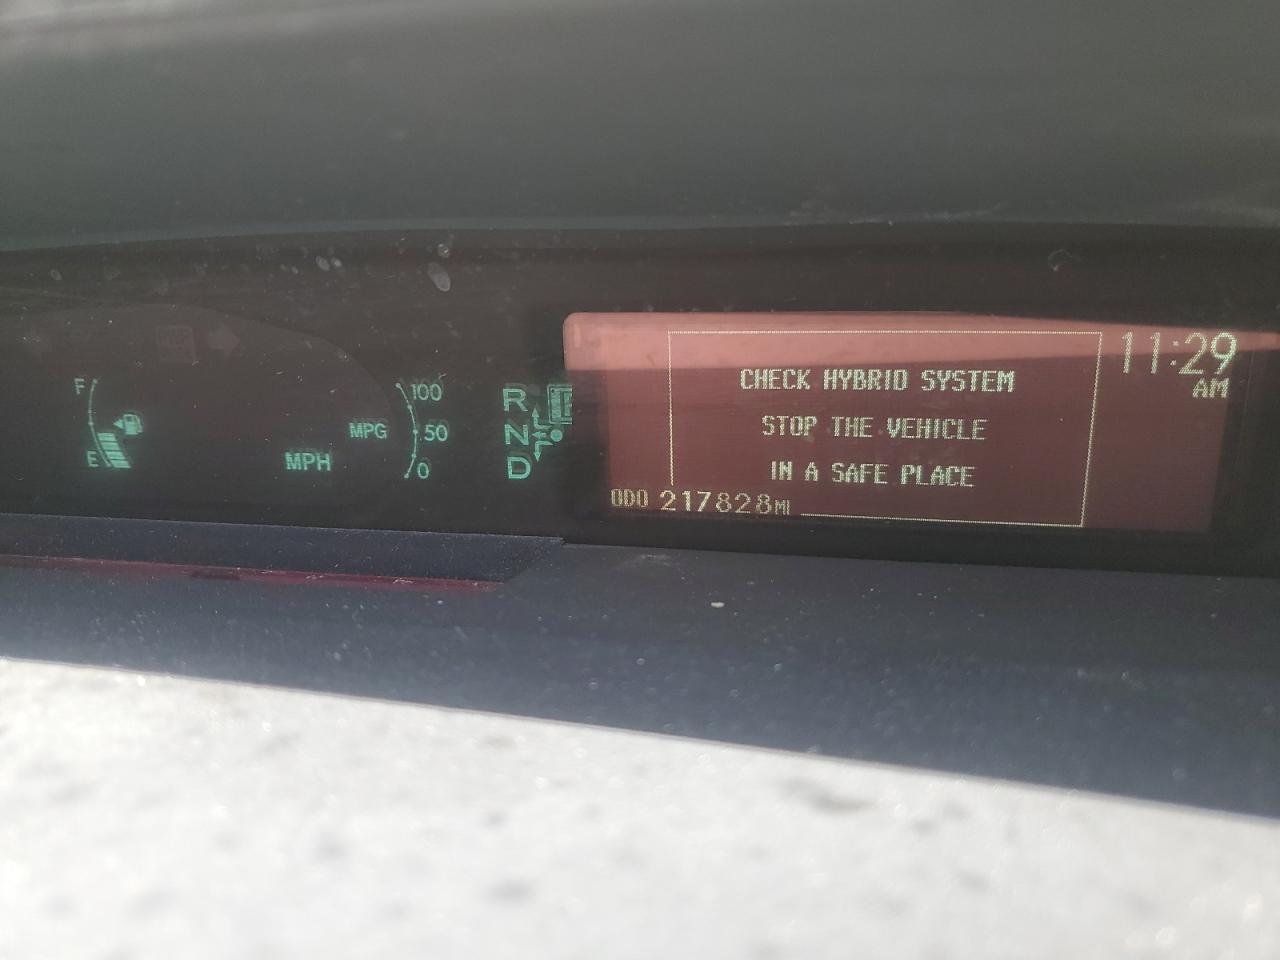 F
E
MPG
MPH
100
50
0
R
N
D
CHECK HYBRID SYSTEM
STOP THE VEHICLE
IN A SAFE PLACE
11:29
AM
ODO 217828MI